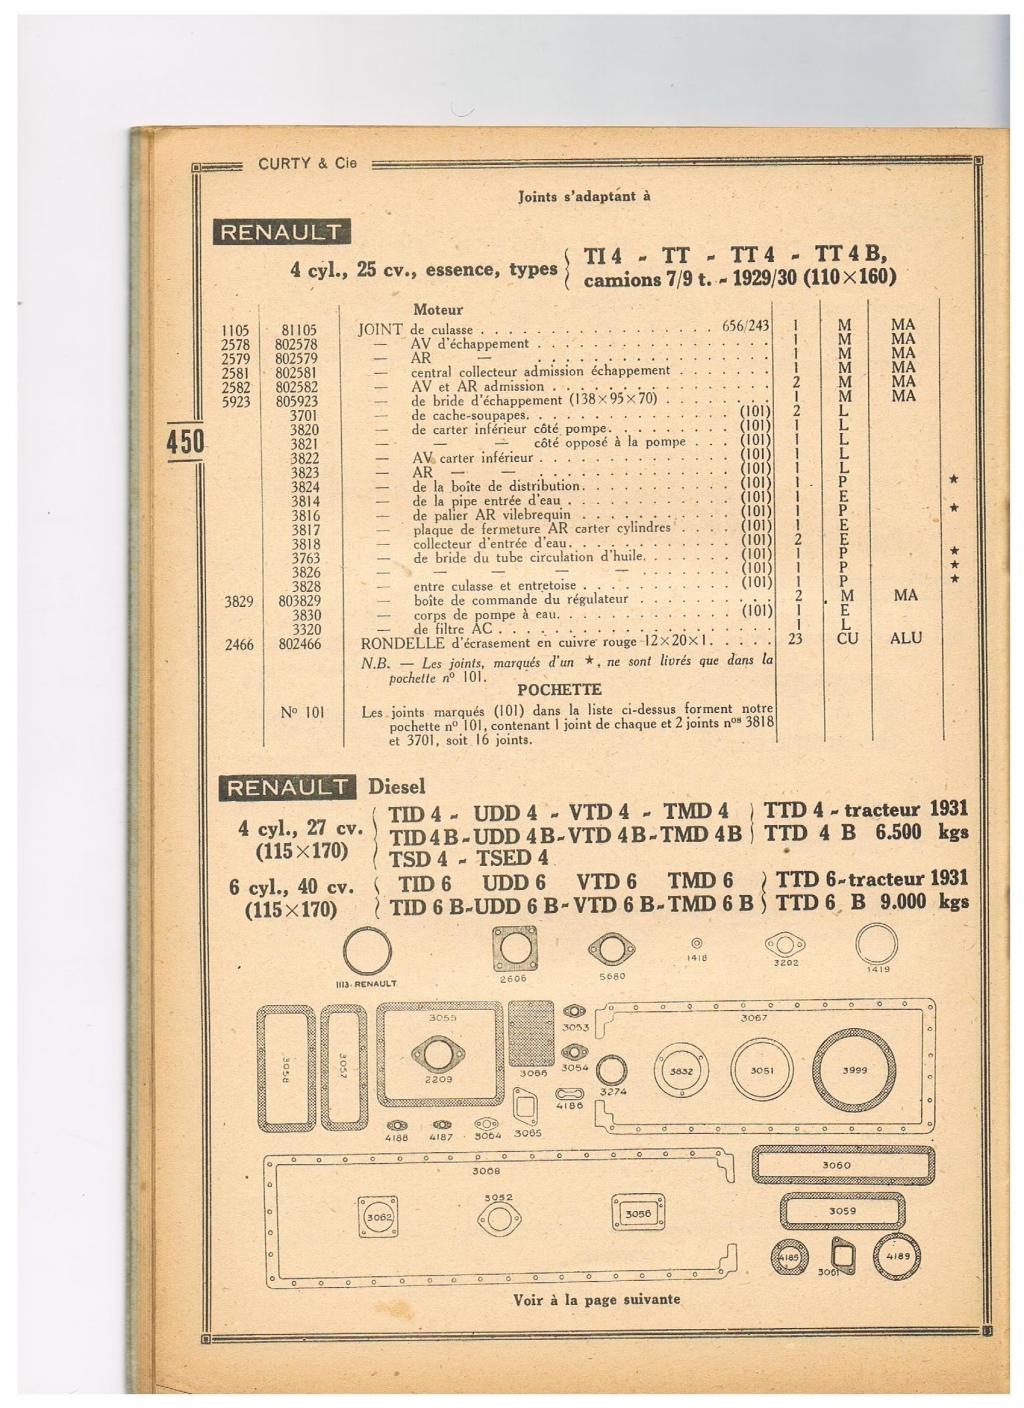 CURTY & Cie
Joints s'adaptant à
RENAULT
4 cyl., 25 cv., essence, types { TI 4 - TT - TT 4 - TT 4 B,
camions 7/9 t. - 1929/30 (110×160)
450
Moteur
1105 81105 JOINT de culasse . . . 656/243 1 M MA
2578 802578 — AV d'échappement . . . 1 M MA
2579 802579 — AR — . . . 1 M MA
2581 802581 — central collecteur admission échappement . . . 1 M MA
2582 802582 — AV et AR admission . . . 2 M MA
5923 805923 — de bride d'échappement (138×95×70) . . . 1 M MA
3701 — de cache-soupapes . . . (101) 2 L
3820 — de carter inférieur côté pompe . . . (101) 1 L
3821 — — — côté opposé à la pompe . . . (101) 1 L
3822 — AV carter inférieur . . . (101) 1 L
3823 — AR — — . . . (101) 1 L
3824 — de la boîte de distribution . . . (101) 1 P ★
3814 — de la pipe entrée d'eau . . . (101) 1 E
3816 — de palier AR vilebrequin . . . (101) 1 P ★
3817 — plaque de fermeture AR carter cylindres . . . (101) 1 E
3818 — collecteur d'entrée d'eau . . . (101) 2 E
3763 — de bride du tube circulation d'huile . . . (101) 1 P ★
3826 — — — — — . . . (101) 1 P ★
3828 — entre culasse et entretoise . . . (101) 1 P ★
3829 803829 — boîte de commande du régulateur . . . 2 M MA
3830 — corps de pompe à eau . . . (101) 1 E
3320 — de filtre AC . . . 1 L
2466 802466 RONDELLE d'écrasement en cuivre rouge 12×20×1 . . . 23 CU ALU
N.B. — Les joints, marqués d'un ★, ne sont livrés que dans la
pochette nº 101.
POCHETTE
Nº 101 Les joints marqués (101) dans la liste ci-dessus forment notre
pochette nº 101, contenant 1 joint de chaque et 2 joints nos 3818
et 3701, soit 16 joints.
RENAULT Diesel
4 cyl., 27 cv.
(115×170)
TID 4 - UDD 4 - VTD 4 - TMD 4 } TTD 4 - tracteur 1931
TID 4 B - UDD 4 B - VTD 4B - TMD 4B } TTD 4 B 6.500 kgs
TSD 4 - TSED 4
6 cyl., 40 cv.
(115×170)
TID 6 UDD 6 VTD 6 TMD 6 } TTD 6 - tracteur 1931
TID 6 B - UDD 6 B - VTD 6 B - TMD 6 B } TTD 6 B 9.000 kgs
1113-RENAULT
2606
5680
1418
3202
1419
3058
3057
3055
2209
3066
3053
3054
3274
4186
3067
3832
3051
3999
4188
4187
3064
3065
3068
3062
3052
3056
3060
3059
4185
3061
4189
Voir à la page suivante